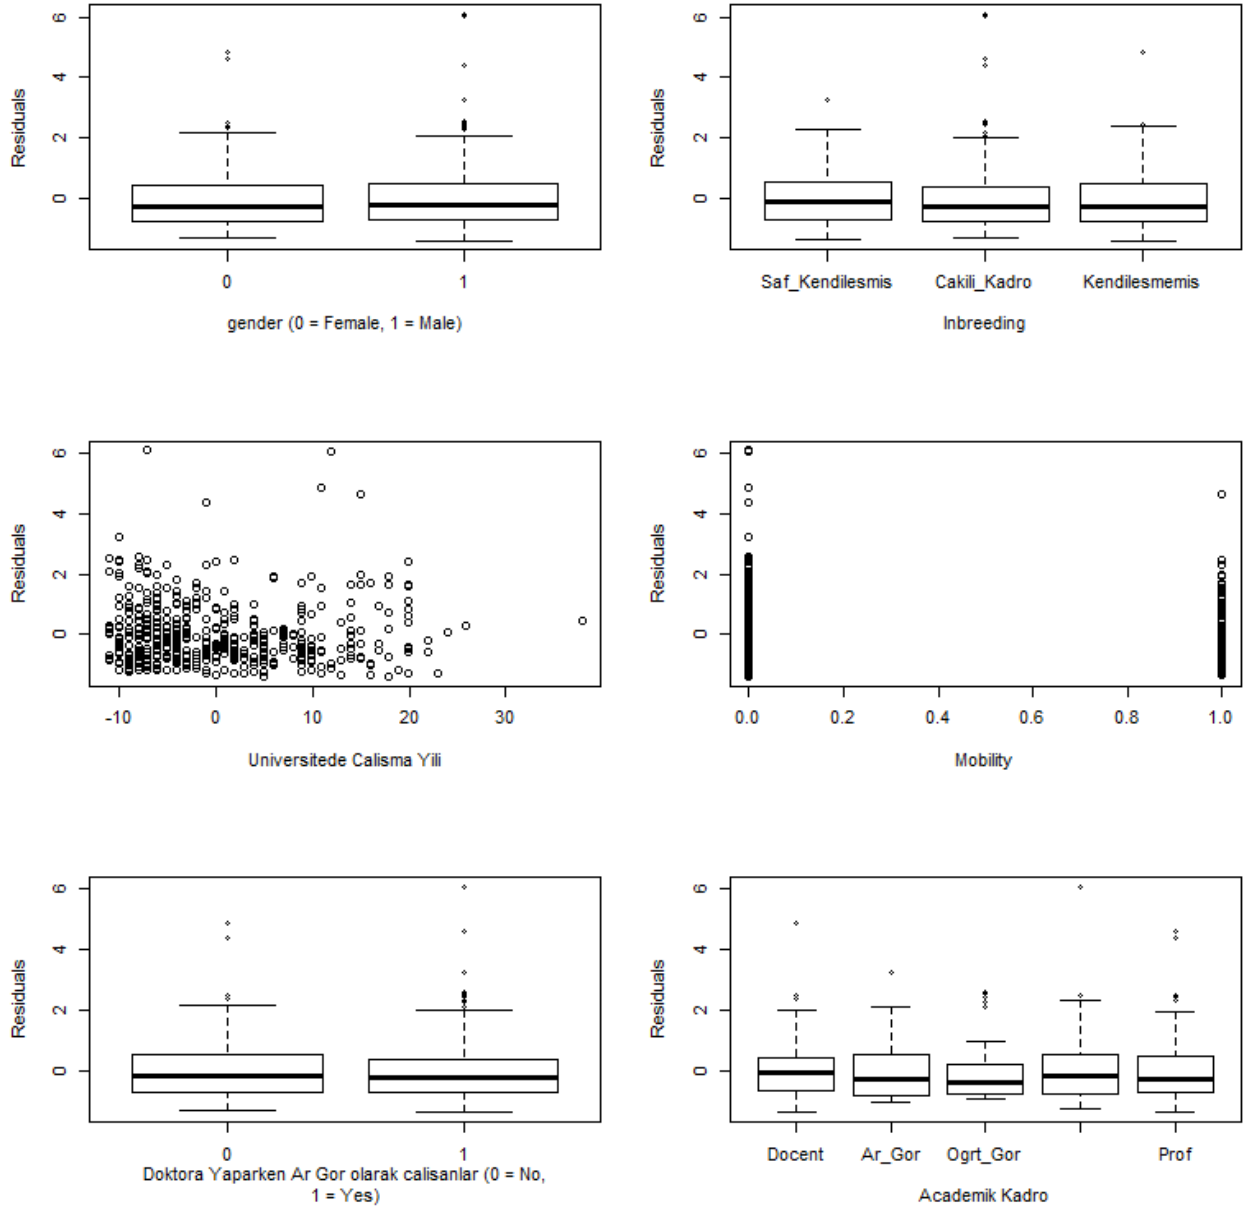 Residuals
6
4
2
0
0 1
gender (0 = Female, 1 = Male)
Residuals
6
4
2
0
Saf_Kendilesmis Cakili_Kadro Kendilesmemis
Inbreeding
Residuals
6
4
2
0
-10 0 10 20 30
Universitede Calisma Yili
Residuals
6
4
2
0
0.0 0.2 0.4 0.6 0.8 1.0
Mobility
Residuals
6
4
2
0
0 1
Doktora Yaparken Ar Gor olarak calisanlar (0 = No,
1 = Yes)
Residuals
6
4
2
0
Docent Ar_Gor Ogrt_Gor Prof
Academik Kadro